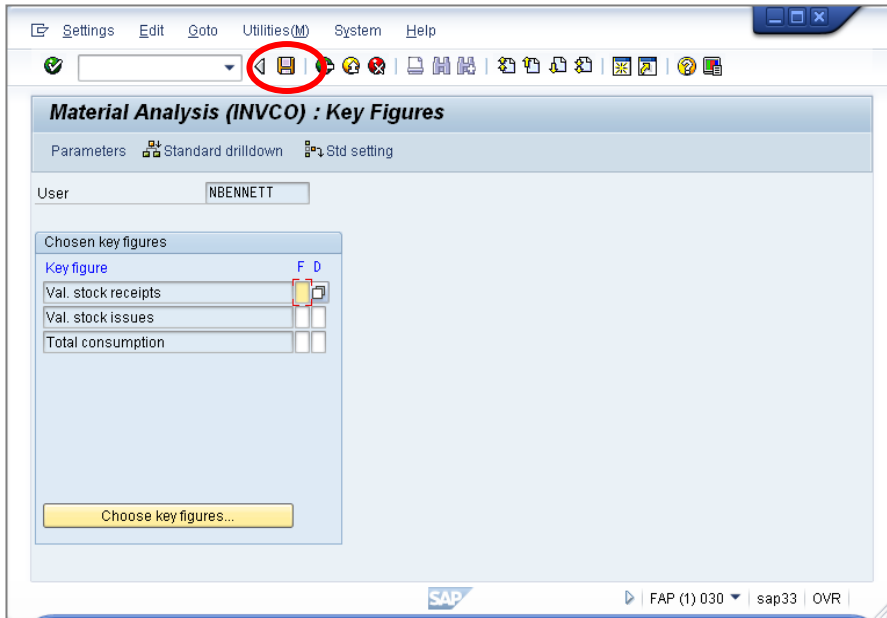 Settings Edit Goto Utilities(M) System Help
Material Analysis (INVCO) : Key Figures
Parameters Standard drilldown Std setting
User NBENNETT
Chosen key figures
Key figure F D
Val. stock receipts
Val. stock issues
Total consumption
Choose key figures...
SAP FAP (1) 030 sap33 OVR